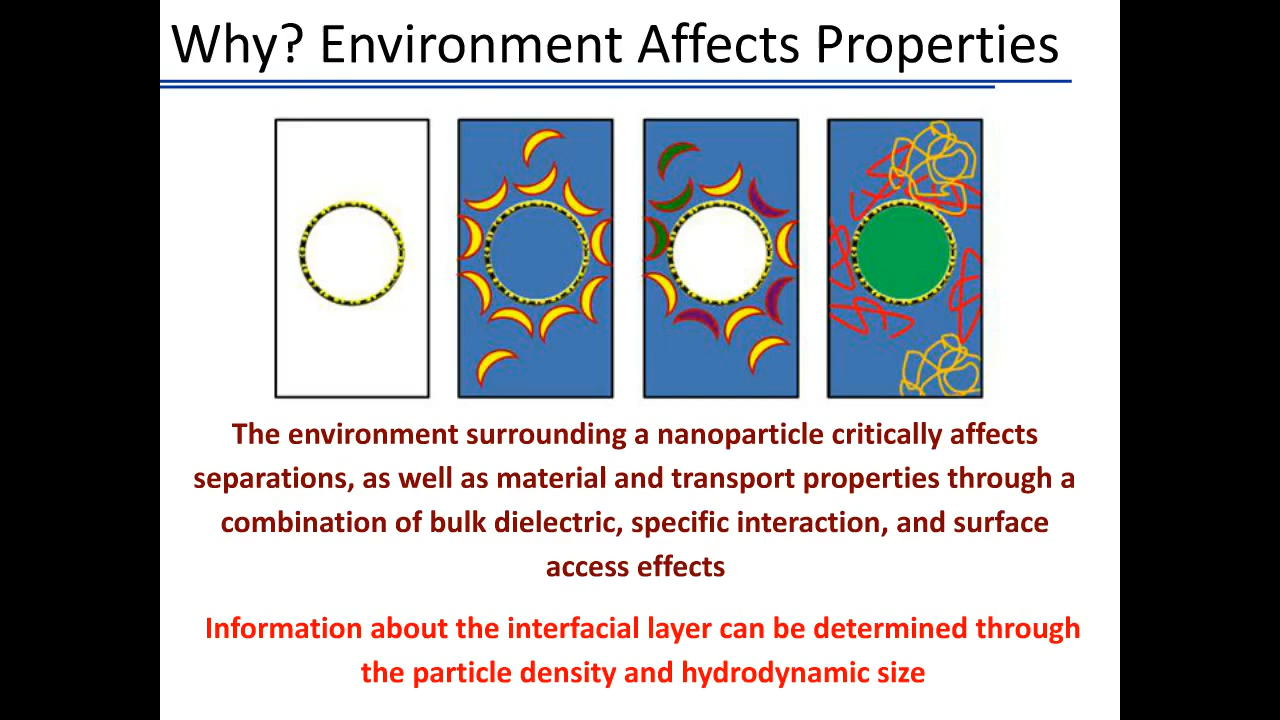 Why? Environment Affects Properties
The environment surrounding a nanoparticle critically affects
separations, as well as material and transport properties through a
combination of bulk dielectric, specific interaction, and surface
access effects
Information about the interfacial layer can be determined through
the particle density and hydrodynamic size